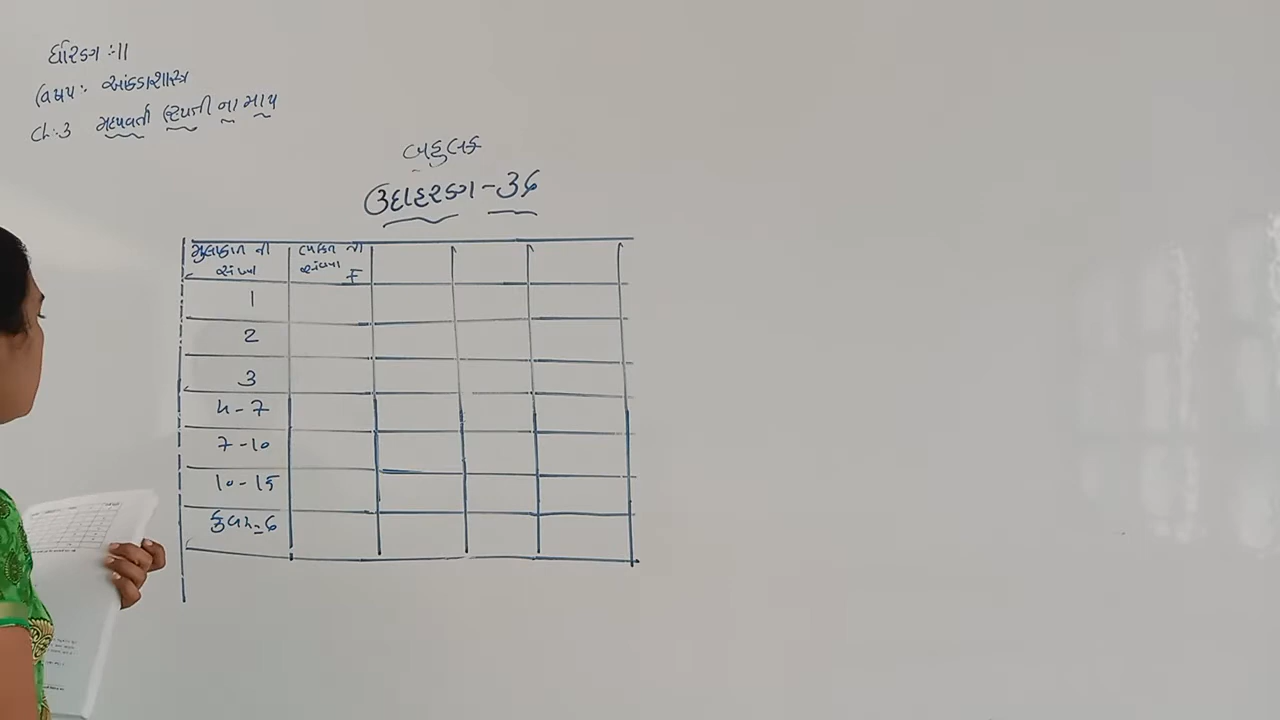 ધોરણ :- 11
વિષય :- આંકડાશાસ્ત્ર
Ch:-3 મધ્યવર્તી સ્થિતિ ના માપ
બહુલક
ઉદાહરણ - 36
મુલાકાત ની સંખ્યા
વ્યક્તિ ની સંખ્યા F
1
2
3
4 - 7
7 - 10
10 - 15